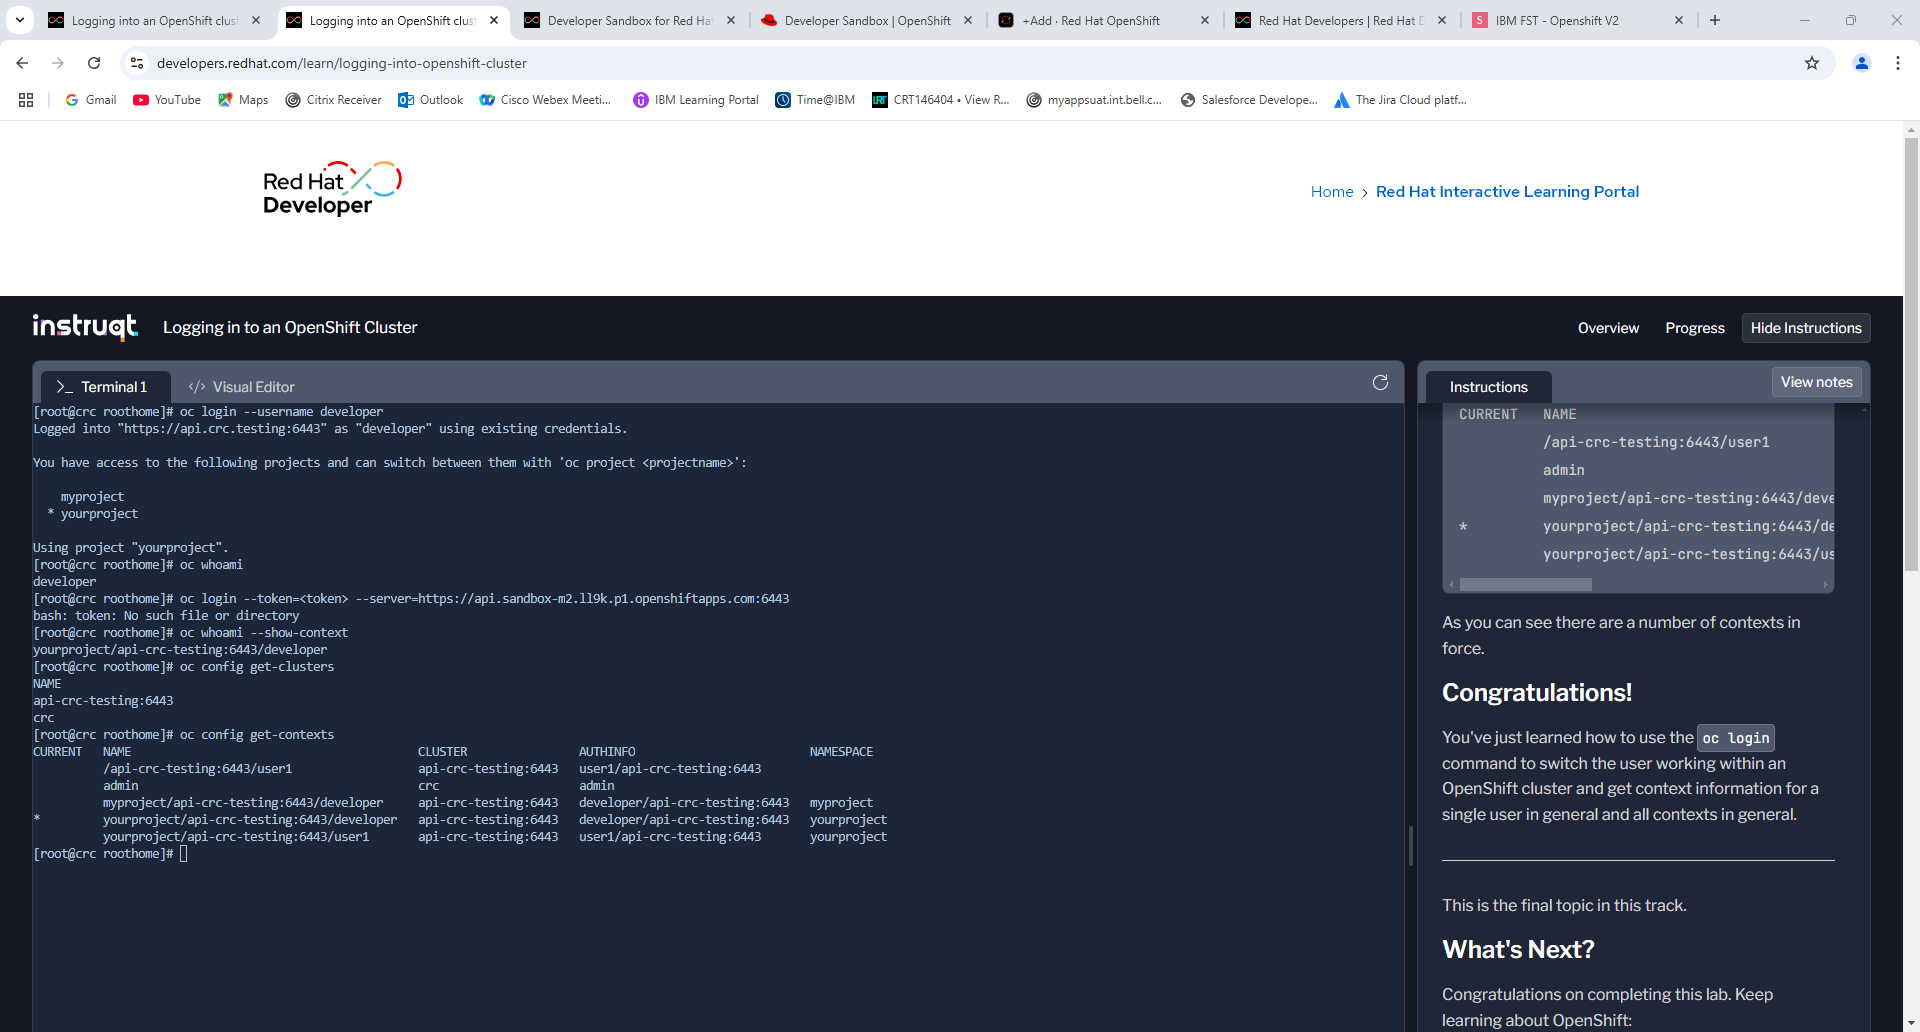 Logging into an OpenShift clust
Logging into an OpenShift clust
Developer Sandbox for Red Hat
Developer Sandbox | OpenShift
+Add · Red Hat OpenShift
Red Hat Developers | Red Hat D
S IBM FST - Openshift V2
developers.redhat.com/learn/logging-into-openshift-cluster
Gmail
YouTube
Maps
Citrix Receiver
Outlook
Cisco Webex Meeti...
IBM Learning Portal
Time@IBM
CRT146404 • View R...
myappsuat.int.bell.c...
Salesforce Develope...
The Jira Cloud platf...
Red Hat
Developer
Home > Red Hat Interactive Learning Portal
instruqt
Logging in to an OpenShift Cluster
Overview
Progress
Hide Instructions
>_ Terminal 1
</> Visual Editor
[root@crc roothome]# oc login --username developer
Logged into "https://api.crc.testing:6443" as "developer" using existing credentials.
You have access to the following projects and can switch between them with 'oc project <projectname>':
myproject
* yourproject
Using project "yourproject".
[root@crc roothome]# oc whoami
developer
[root@crc roothome]# oc login --token=<token> --server=https://api.sandbox-m2.ll9k.p1.openshiftapps.com:6443
bash: token: No such file or directory
[root@crc roothome]# oc whoami --show-context
yourproject/api-crc-testing:6443/developer
[root@crc roothome]# oc config get-clusters
NAME
api-crc-testing:6443
crc
[root@crc roothome]# oc config get-contexts
CURRENT NAME CLUSTER AUTHINFO NAMESPACE
/api-crc-testing:6443/user1 api-crc-testing:6443 user1/api-crc-testing:6443
admin crc admin
myproject/api-crc-testing:6443/developer api-crc-testing:6443 developer/api-crc-testing:6443 myproject
* yourproject/api-crc-testing:6443/developer api-crc-testing:6443 developer/api-crc-testing:6443 yourproject
yourproject/api-crc-testing:6443/user1 api-crc-testing:6443 user1/api-crc-testing:6443 yourproject
[root@crc roothome]#
Instructions
View notes
CURRENT NAME
/api-crc-testing:6443/user1
admin
myproject/api-crc-testing:6443/deve
* yourproject/api-crc-testing:6443/de
yourproject/api-crc-testing:6443/us
As you can see there are a number of contexts in
force.
Congratulations!
You've just learned how to use the oc login
command to switch the user working within an
OpenShift cluster and get context information for a
single user in general and all contexts in general.
This is the final topic in this track.
What's Next?
Congratulations on completing this lab. Keep
learning about OpenShift: